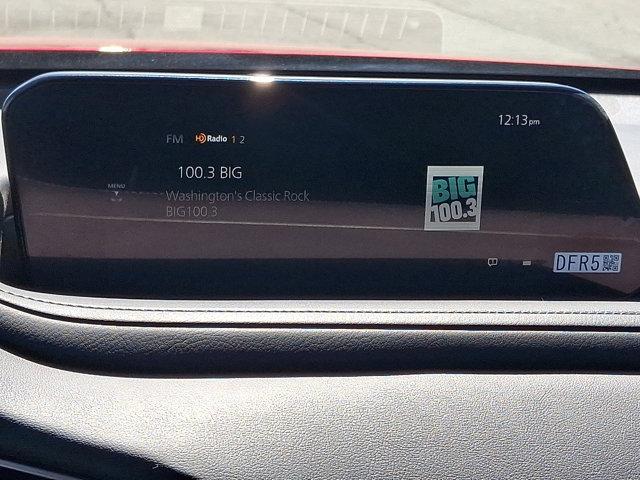 12:13pm
FM HD Radio 1 2
100.3 BIG
MENU
Washington's Classic Rock
BIG100.3
BIG
100.3
DFR5